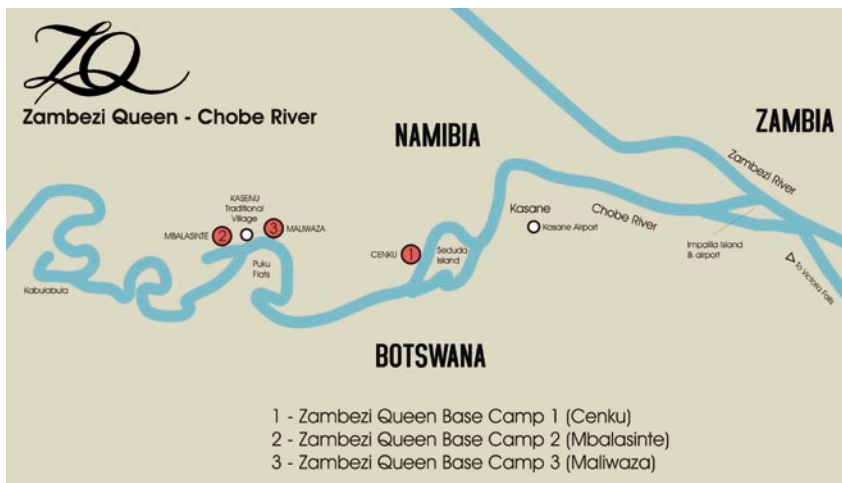 ZQ
Zambezi Queen - Chobe River
NAMIBIA
ZAMBIA
Zambezi River
KASENU
Traditional
Village
MBALASINTE
2
3
MALIWAZA
Kasane
Chobe River
Kasane Airport
CENKU
1
Seduda
Island
Impalila Island
& airport
To Victoria Falls
Puku
Flats
Kabulabula
BOTSWANA
1 - Zambezi Queen Base Camp 1 (Cenku)
2 - Zambezi Queen Base Camp 2 (Mbalasinte)
3 - Zambezi Queen Base Camp 3 (Maliwaza)